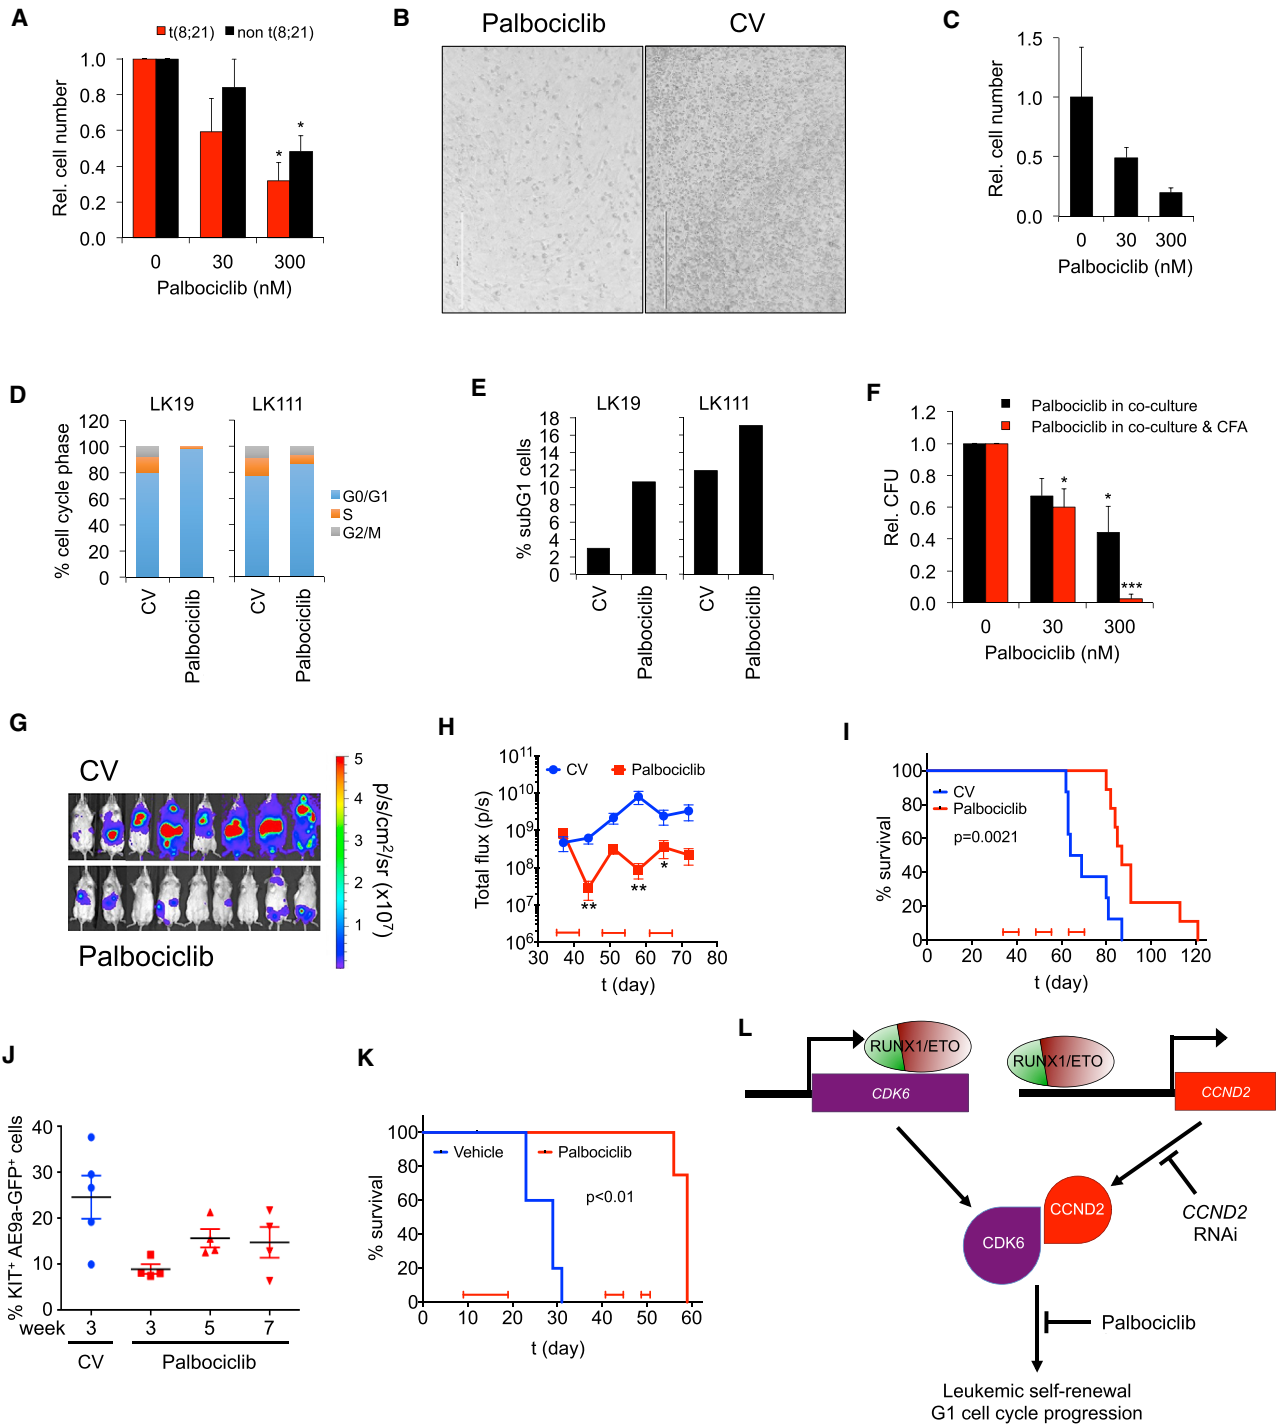 A
t(8;21) non t(8;21)
Rel. cell number
1.0
0.8
0.6
0.4
0.2
0.0
* *
0 30 300
Palbociclib (nM)
B
Palbociclib CV
C
Rel. cell number
1.5
1.0
0.5
0.0
0 30 300
Palbociclib (nM)
D
LK19 LK111
% cell cycle phase
120
100
80
60
40
20
0
G0/G1
S
G2/M
CV Palbociclib CV Palbociclib
E
LK19 LK111
% subG1 cells
18
16
14
12
10
8
6
4
2
0
CV Palbociclib CV Palbociclib
F
Palbociclib in co-culture
Palbociclib in co-culture & CFA
Rel. CFU
1.2
1.0
0.8
0.6
0.4
0.2
0.0
* * ***
0 30 300
Palbociclib (nM)
G
CV
Palbociclib
5
4
3
2
1
p/s/cm²/sr (x10⁷)
H
CV Palbociclib
Total flux (p/s)
10¹¹
10¹⁰
10⁹
10⁸
10⁷
10⁶
** ** *
30 40 50 60 70 80
t (day)
I
CV
Palbociclib
p=0.0021
% survival
100
80
60
40
20
0
0 20 40 60 80 100 120
t (day)
J
% KIT⁺ AE9a-GFP⁺ cells
40
30
20
10
0
week 3 3 5 7
CV Palbociclib
K
Vehicle Palbociclib
p<0.01
% survival
100
80
60
40
20
0
0 10 20 30 40 50 60
t (day)
L
RUNX1/ETO
CDK6
RUNX1/ETO
CCND2
CCND2
CDK6
CCND2
RNAi
Palbociclib
Leukemic self-renewal
G1 cell cycle progression